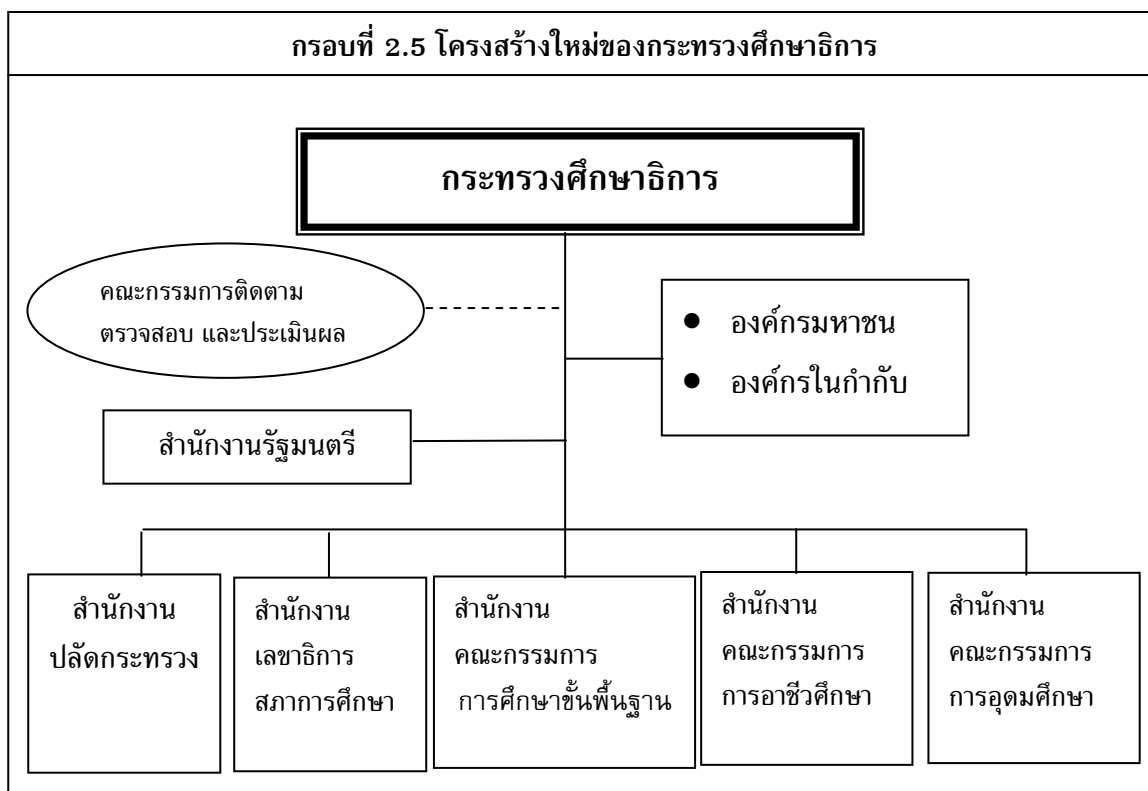 กรอบที่ 2.5 โครงสร้างใหม่ของกระทรวงศึกษาธิการ
กระทรวงศึกษาธิการ
คณะกรรมการติดตาม
ตรวจสอบ และประเมินผล
● องค์กรมหาชน
● องค์กรในกำกับ
สำนักงานรัฐมนตรี
สำนักงาน
ปลัดกระทรวง
สำนักงาน
เลขาธิการ
สภาการศึกษา
สำนักงาน
คณะกรรมการ
การศึกษาขั้นพื้นฐาน
สำนักงาน
คณะกรรมการ
การอาชีวศึกษา
สำนักงาน
คณะกรรมการ
การอุดมศึกษา